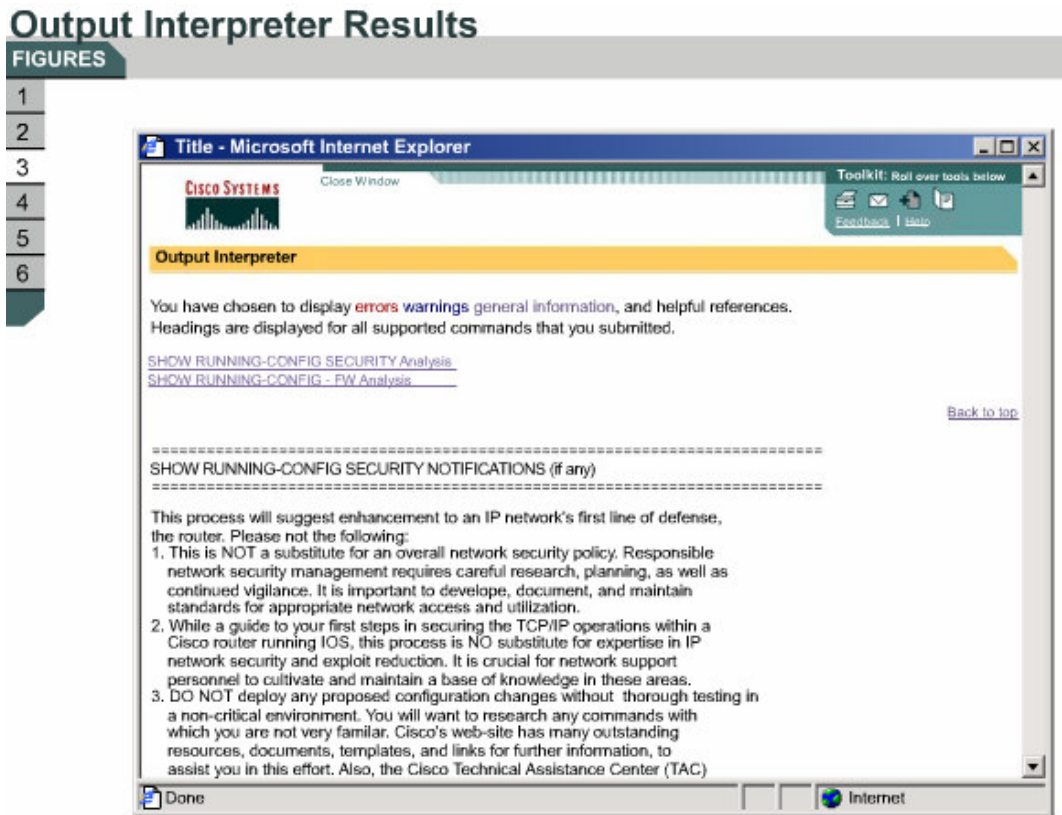 Output Interpreter Results
FIGURES
1
2
3
4
5
6
Title - Microsoft Internet Explorer
CISCO SYSTEMS
Close Window
Toolkit: Roll over tools below
Feedback | Help
Output Interpreter
You have chosen to display errors warnings general information, and helpful references.
Headings are displayed for all supported commands that you submitted.
SHOW RUNNING-CONFIG SECURITY Analysis
SHOW RUNNING-CONFIG - FW Analysis
Back to top
SHOW RUNNING-CONFIG SECURITY NOTIFICATIONS (if any)
This process will suggest enhancement to an IP network's first line of defense,
the router. Please not the following:
1. This is NOT a substitute for an overall network security policy. Responsible
network security management requires careful research, planning, as well as
continued vigilance. It is important to develope, document, and maintain
standards for appropriate network access and utilization.
2. While a guide to your first steps in securing the TCP/IP operations within a
Cisco router running IOS, this process is NO substitute for expertise in IP
network security and exploit reduction. It is crucial for network support
personnel to cultivate and maintain a base of knowledge in these areas.
3. DO NOT deploy any proposed configuration changes without thorough testing in
a non-critical environment. You will want to research any commands with
which you are not very familar. Cisco's web-site has many outstanding
resources, documents, templates, and links for further information, to
assist you in this effort. Also, the Cisco Technical Assistance Center (TAC)
Done
Internet